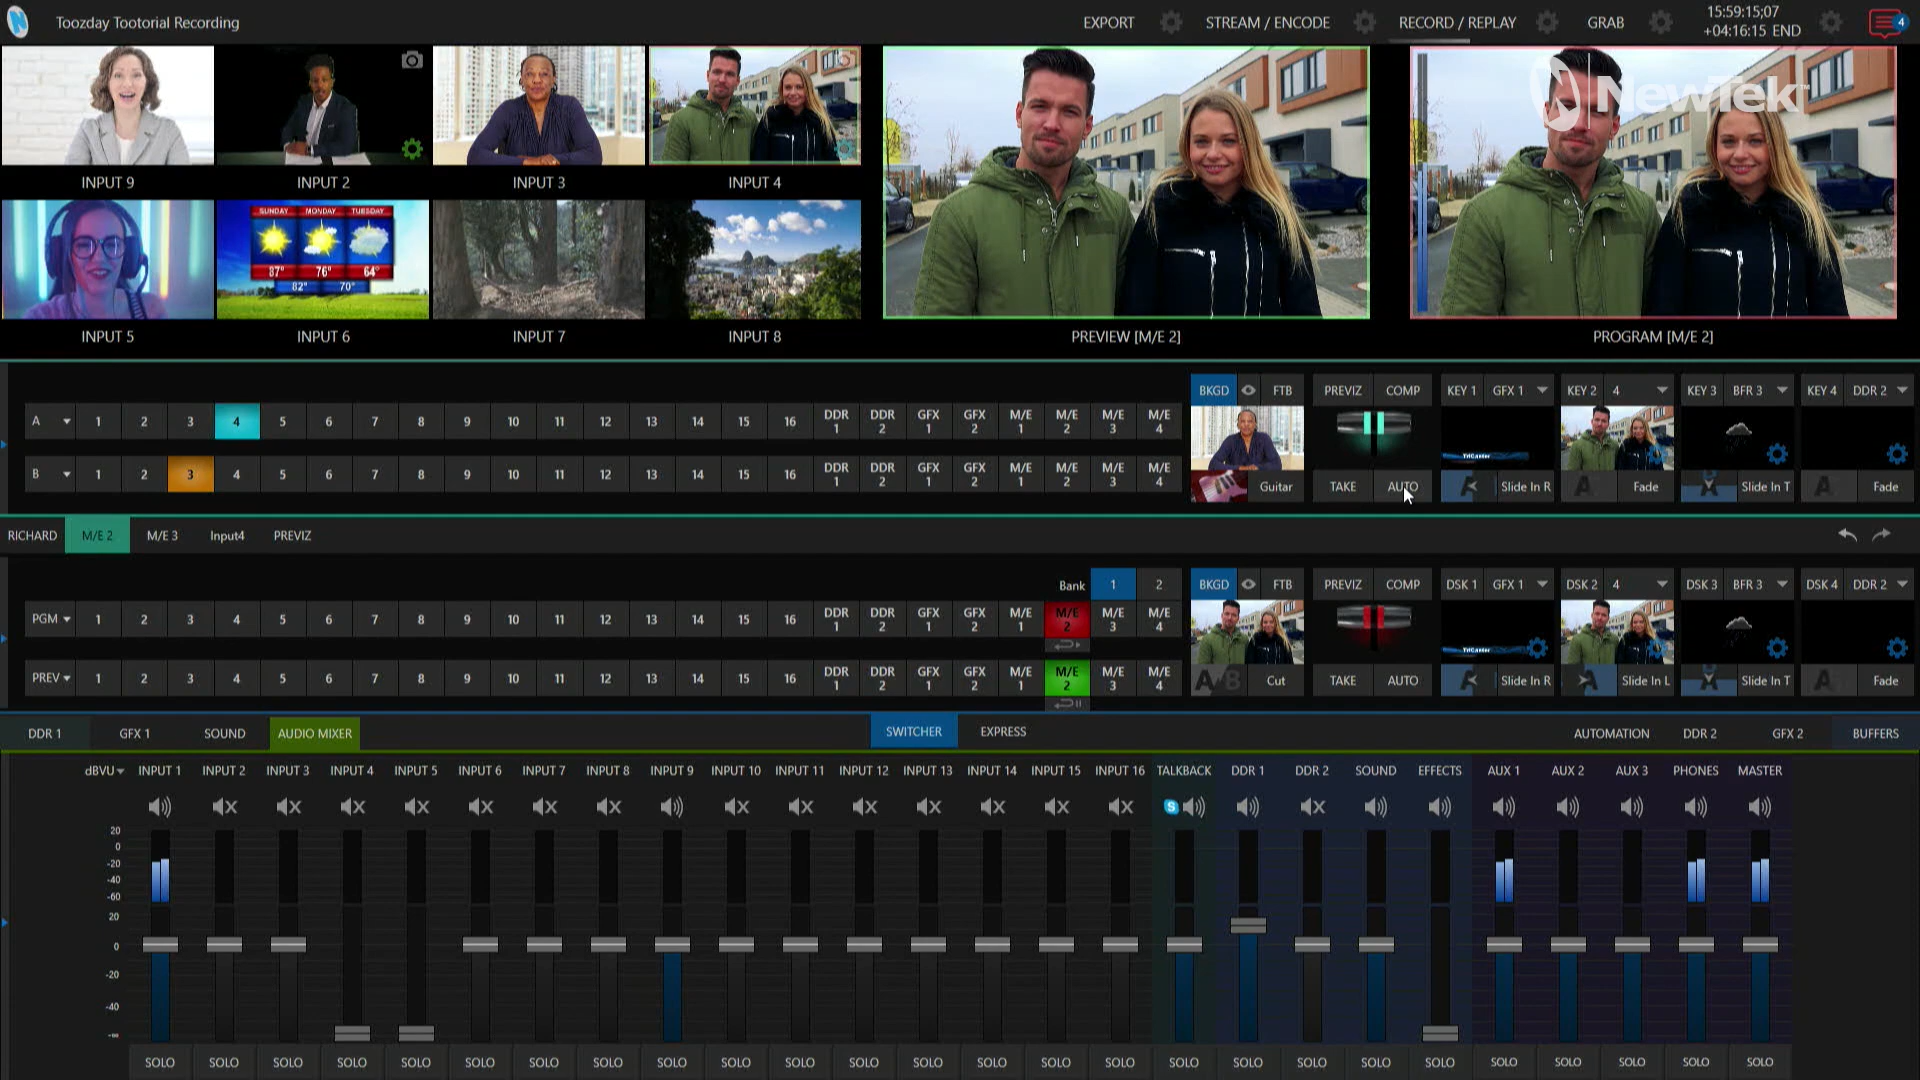 Toozday Tootorial Recording
EXPORT
STREAM / ENCODE
RECORD / REPLAY
GRAB
15:59:15;07
+04:16:15 END
4
NewTek
INPUT 9
INPUT 2
INPUT 3
INPUT 4
SUNDAY MONDAY TUESDAY
87° 76° 64°
82° 70°
INPUT 5
INPUT 6
INPUT 7
INPUT 8
PREVIEW [M/E 2]
PROGRAM [M/E 2]
BKGD FTB PREVIZ COMP KEY 1 GFX 1 KEY 2 4 KEY 3 BFR 3 KEY 4 DDR 2
A 1 2 3 4 5 6 7 8 9 10 11 12 13 14 15 16 DDR 1 DDR 2 GFX 1 GFX 2 M/E 1 M/E 2 M/E 3 M/E 4
TriCaster
B 1 2 3 4 5 6 7 8 9 10 11 12 13 14 15 16 DDR 1 DDR 2 GFX 1 GFX 2 M/E 1 M/E 2 M/E 3 M/E 4
Guitar TAKE AUTO A Slide In R A Fade A Slide In T A Fade
RICHARD M/E 2 M/E 3 Input4 PREVIZ
Bank 1 2
BKGD FTB PREVIZ COMP DSK 1 GFX 1 DSK 2 4 DSK 3 BFR 3 DSK 4 DDR 2
PGM 1 2 3 4 5 6 7 8 9 10 11 12 13 14 15 16 DDR 1 DDR 2 GFX 1 GFX 2 M/E 1 M/E 2 M/E 3 M/E 4
TriCaster
PREV 1 2 3 4 5 6 7 8 9 10 11 12 13 14 15 16 DDR 1 DDR 2 GFX 1 GFX 2 M/E 1 M/E 2 M/E 3 M/E 4
A B Cut TAKE AUTO A Slide In R A Slide In L A Slide In T A Fade
DDR 1 GFX 1 SOUND AUDIO MIXER SWITCHER EXPRESS AUTOMATION DDR 2 GFX 2 BUFFERS
dBVU INPUT 1 INPUT 2 INPUT 3 INPUT 4 INPUT 5 INPUT 6 INPUT 7 INPUT 8 INPUT 9 INPUT 10 INPUT 11 INPUT 12 INPUT 13 INPUT 14 INPUT 15 INPUT 16 TALKBACK DDR 1 DDR 2 SOUND EFFECTS AUX 1 AUX 2 AUX 3 PHONES MASTER
S
20
0
-20
-40
-60
20
0
-20
-40
-∞
SOLO SOLO SOLO SOLO SOLO SOLO SOLO SOLO SOLO SOLO SOLO SOLO SOLO SOLO SOLO SOLO SOLO SOLO SOLO SOLO SOLO SOLO SOLO SOLO SOLO SOLO